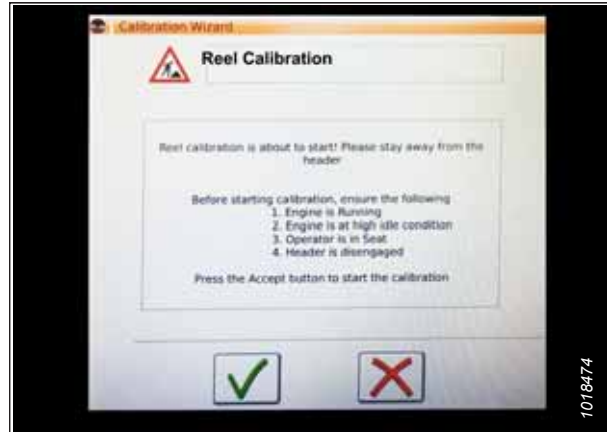 Calibration Wizard
Reel Calibration
Reel calibration is about to start! Please stay away from the
header
Before starting calibration, ensure the following
1. Engine is Running
2. Engine is at high idle condition
3. Operator is in Seat
4. Header is disengaged
Press the Accept button to start the calibration
1018474